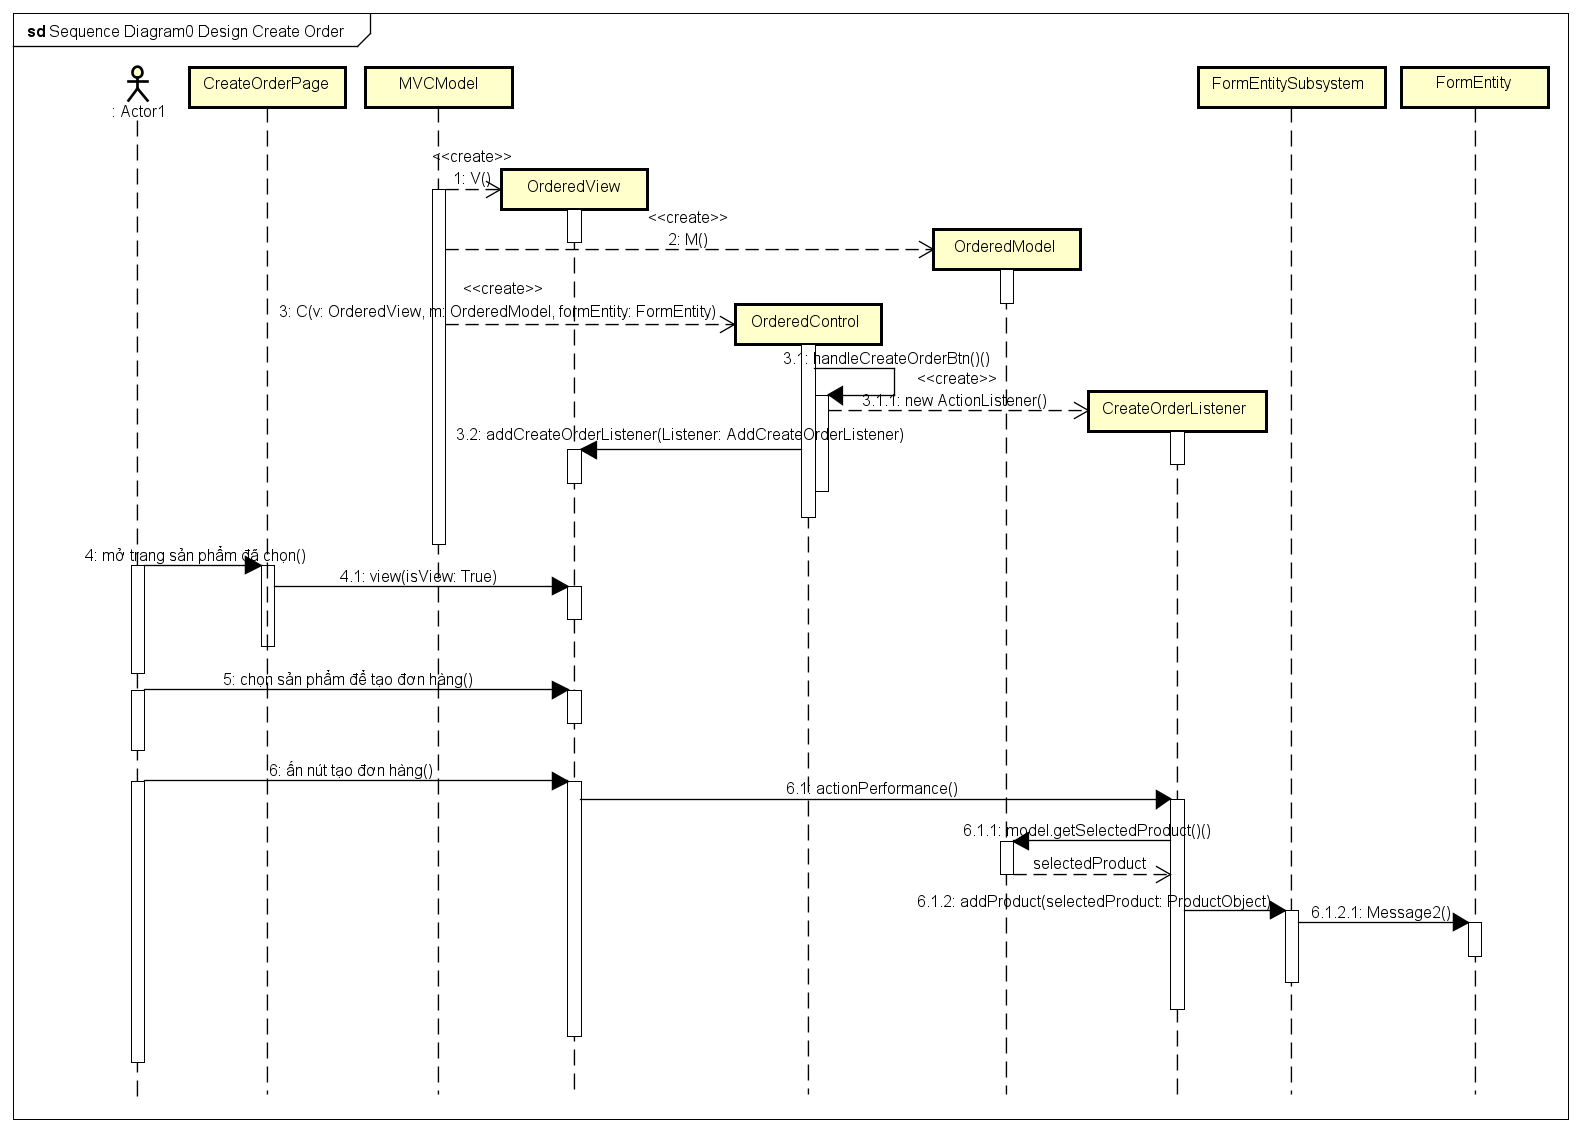 sd Sequence Diagram0 Design Create Order
: Actor1
CreateOrderPage
MVCModel
FormEntitySubsystem
FormEntity
<<create>>
1: V()
OrderedView
<<create>>
2: M()
OrderedModel
<<create>>
3: C(v: OrderedView, m: OrderedModel, formEntity: FormEntity)
OrderedControl
3.1: handleCreateOrderBtn()()
<<create>>
3.1.1: new ActionListener()
CreateOrderListener
3.2: addCreateOrderListener(Listener: AddCreateOrderListener)
4: mở trang sản phẩm đã chọn()
4.1: view(isView: True)
5: chọn sản phẩm để tạo đơn hàng()
6: ấn nút tạo đơn hàng()
6.1: actionPerformance()
6.1.1: model.getSelectedProduct()()
selectedProduct
6.1.2: addProduct(selectedProduct: ProductObject)
6.1.2.1: Message2()